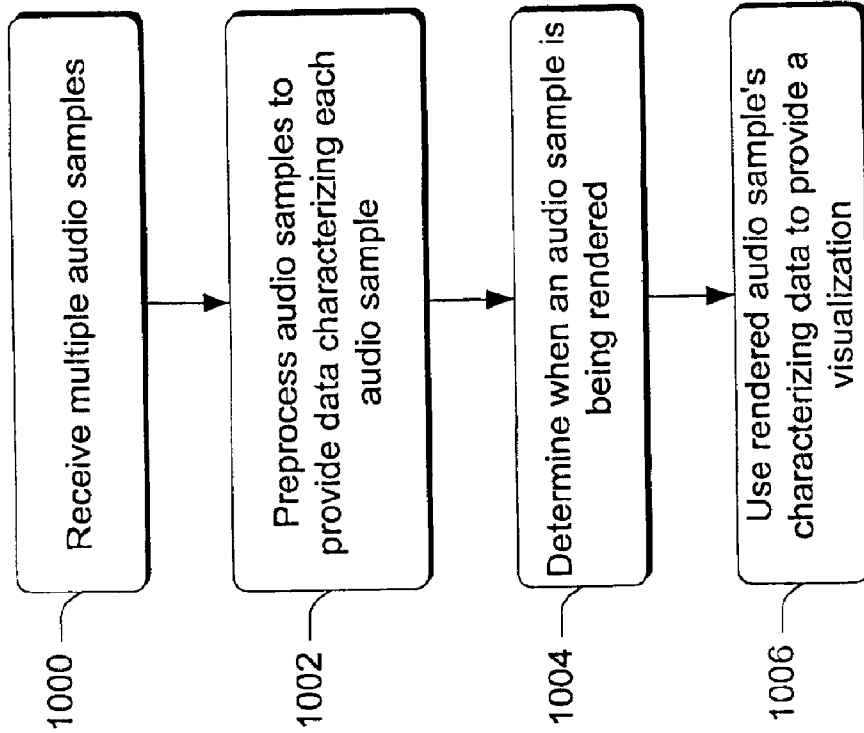 1000
Receive multiple audio samples
1002
Preprocess audio samples to
provide data characterizing each
audio sample
1004
Determine when an audio sample is
being rendered
1006
Use rendered audio sample's
characterizing data to provide a
visualization